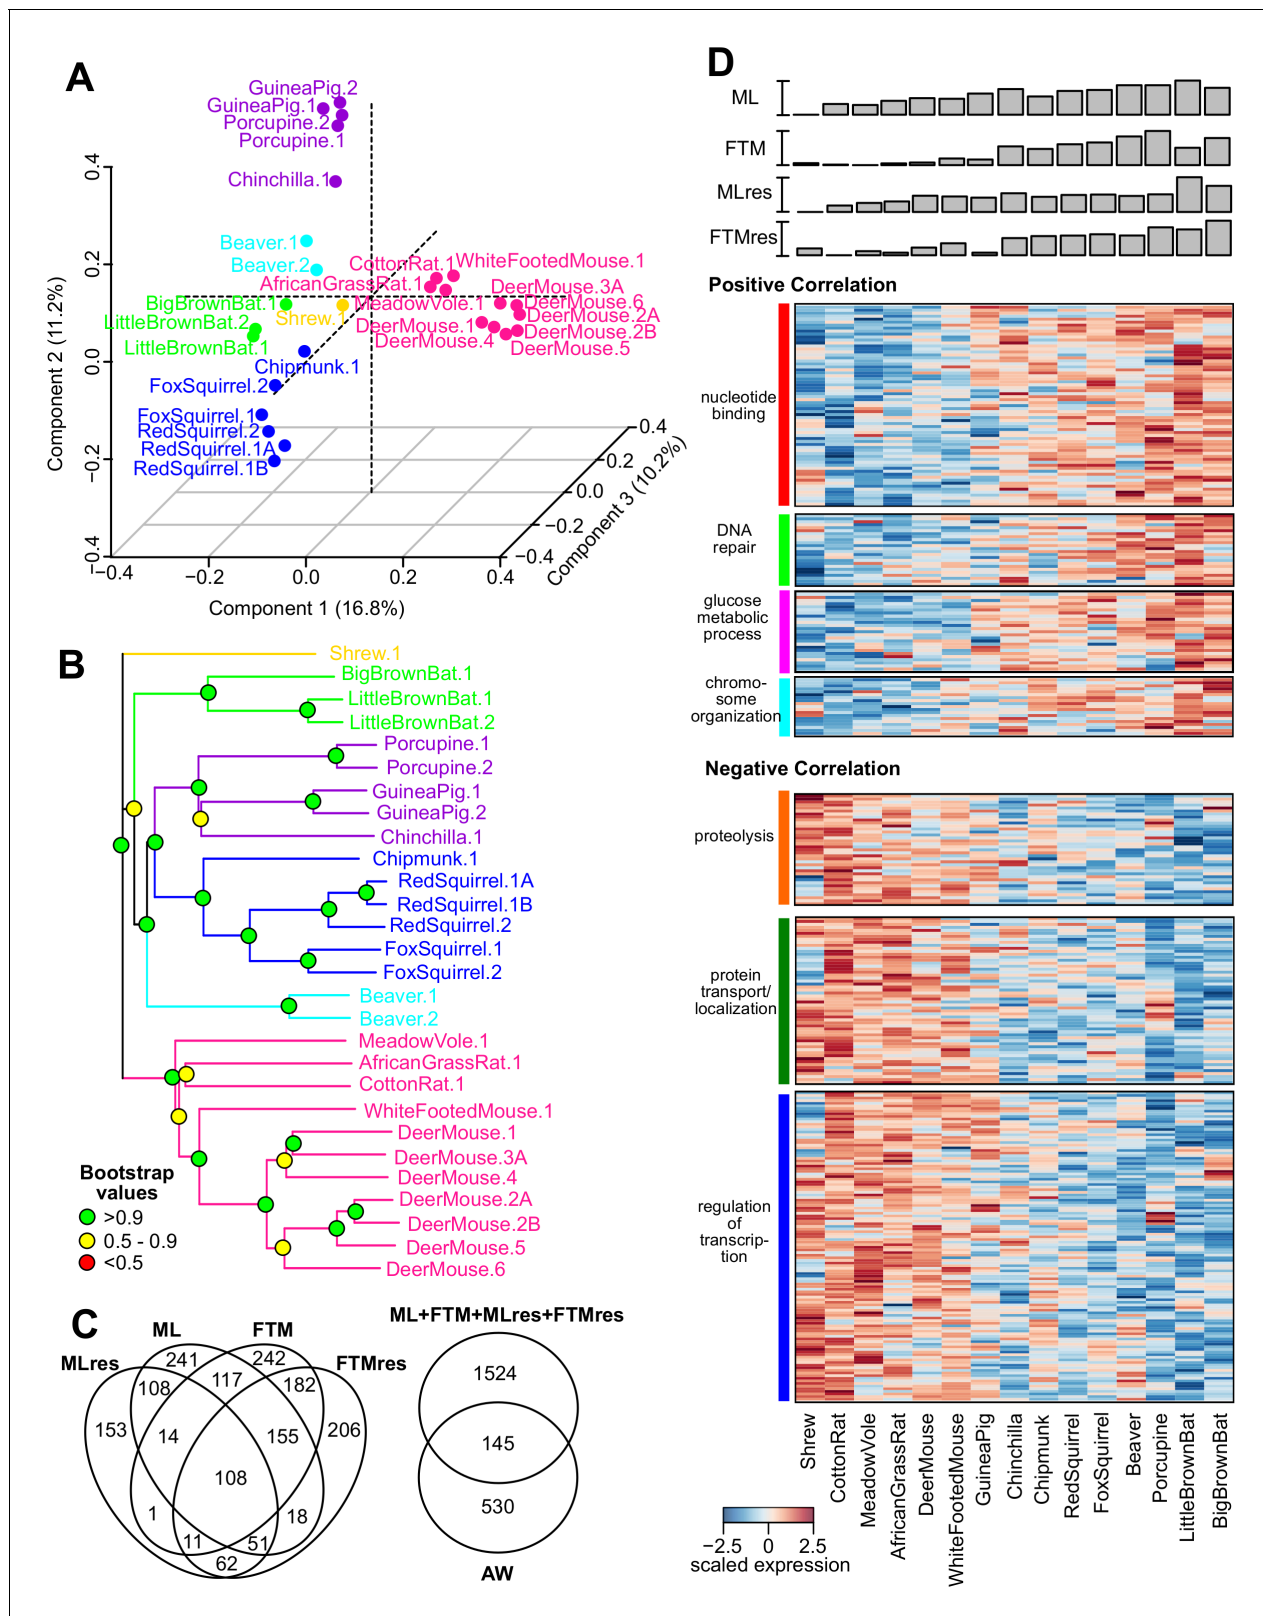 A
GuineaPig.2
GuineaPig.1
Porcupine.2
Porcupine.1
Chinchilla.1
Beaver.1
Beaver.2
CottonRat.1
WhiteFootedMouse.1
AfricanGrassRat.1
DeerMouse.3A
BigBrownBat.1
MeadowVole.1
DeerMouse.6
Shrew.1
DeerMouse.2A
LittleBrownBat.2
DeerMouse.1
DeerMouse.2B
LittleBrownBat.1
DeerMouse.4
DeerMouse.5
Chipmunk.1
FoxSquirrel.2
FoxSquirrel.1
RedSquirrel.2
RedSquirrel.1A
RedSquirrel.1B
0.4
0.2
0.0
−0.2
−0.4
Component 2 (11.2%)
−0.4
−0.2
0.0
0.2
0.4
Component 1 (16.8%)
0.4
0.2
0.0
−0.2
−0.4
Component 3 (10.2%)
B
Shrew.1
BigBrownBat.1
LittleBrownBat.1
LittleBrownBat.2
Porcupine.1
Porcupine.2
GuineaPig.1
GuineaPig.2
Chinchilla.1
Chipmunk.1
RedSquirrel.1A
RedSquirrel.1B
RedSquirrel.2
FoxSquirrel.1
FoxSquirrel.2
Beaver.1
Beaver.2
MeadowVole.1
AfricanGrassRat.1
CottonRat.1
WhiteFootedMouse.1
DeerMouse.1
DeerMouse.3A
DeerMouse.4
DeerMouse.2A
DeerMouse.2B
DeerMouse.5
DeerMouse.6
Bootstrap
values
>0.9
0.5 - 0.9
<0.5
C
ML
FTM
MLres
FTMres
241
242
108
117
182
153
14
155
206
108
1
18
11
51
62
ML+FTM+MLres+FTMres
1524
145
530
AW
D
ML
FTM
MLres
FTMres
Positive Correlation
nucleotide
binding
DNA
repair
glucose
metabolic
process
chromo-
some
organization
Negative Correlation
proteolysis
protein
transport/
localization
regulation
of
transcrip-
tion
Shrew
CottonRat
MeadowVole
AfricanGrassRat
DeerMouse
WhiteFootedMouse
GuineaPig
Chinchilla
Chipmunk
RedSquirrel
FoxSquirrel
Beaver
Porcupine
LittleBrownBat
BigBrownBat
−2.5 0 2.5
scaled expression